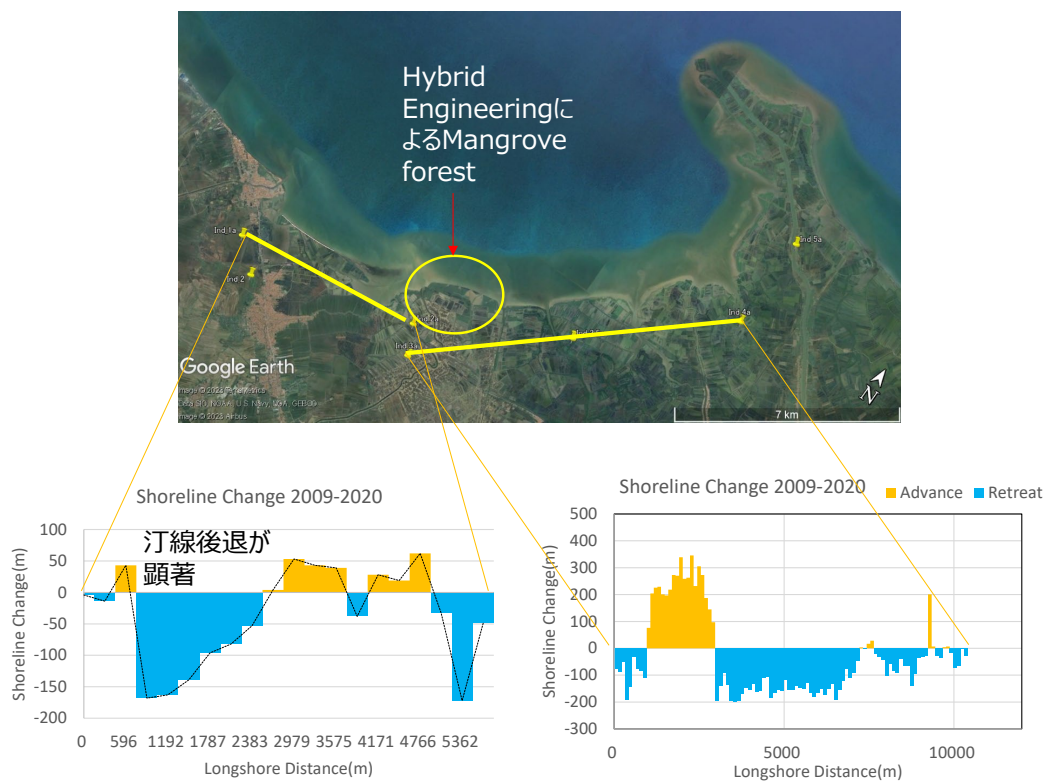 Hybrid
Engineeringに
よるMangrove
forest
Ind 1a
Ind 2
Ind 2a
Ind 3a
Ind 4a
Ind 5a
Google Earth
7 km
N
Shoreline Change 2009-2020
汀線後退が
顕著
Shoreline Change(m)
100
50
0
-50
-100
-150
-200
0 596 1192 1787 2383 2979 3575 4171 4766 5362
Longshore Distance(m)
Shoreline Change 2009-2020
Advance Retreat
Shoreline Change(m)
500
400
300
200
100
0
-100
-200
-300
0 5000 10000
Longshore Distance(m)